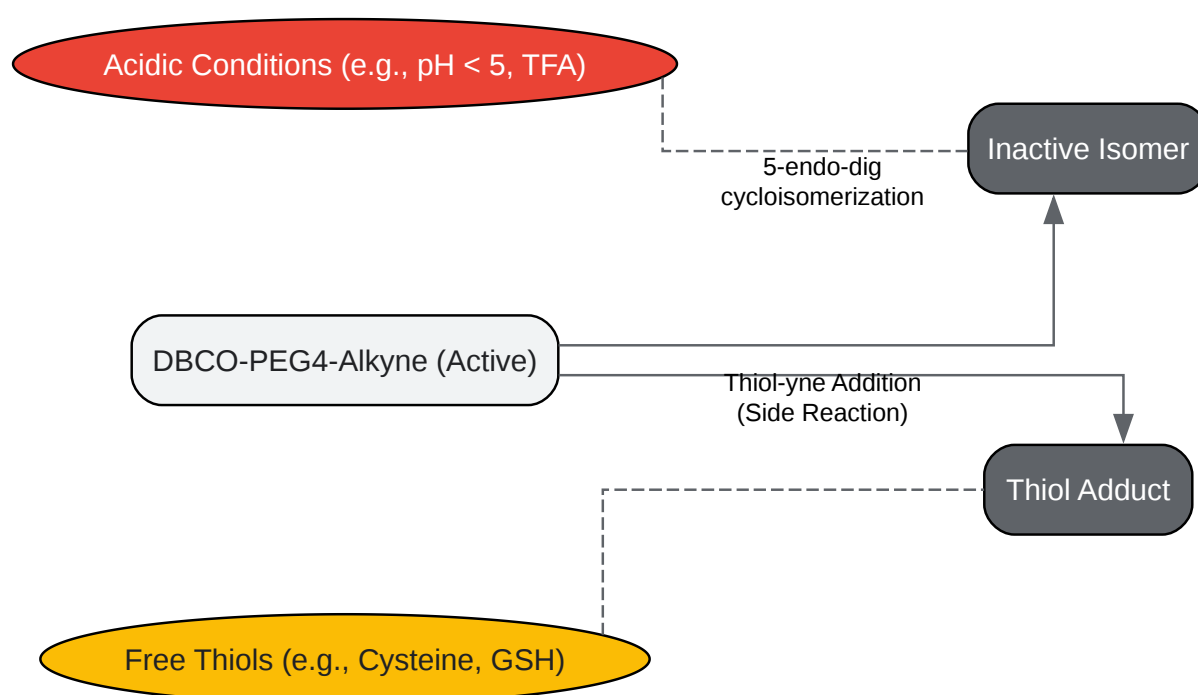 Acidic Conditions (e.g., pH < 5, TFA)
Inactive Isomer
5-endo-dig
cycloisomerization
DBCO-PEG4-Alkyne (Active)
Thiol-yne Addition
(Side Reaction)
Thiol Adduct
Free Thiols (e.g., Cysteine, GSH)